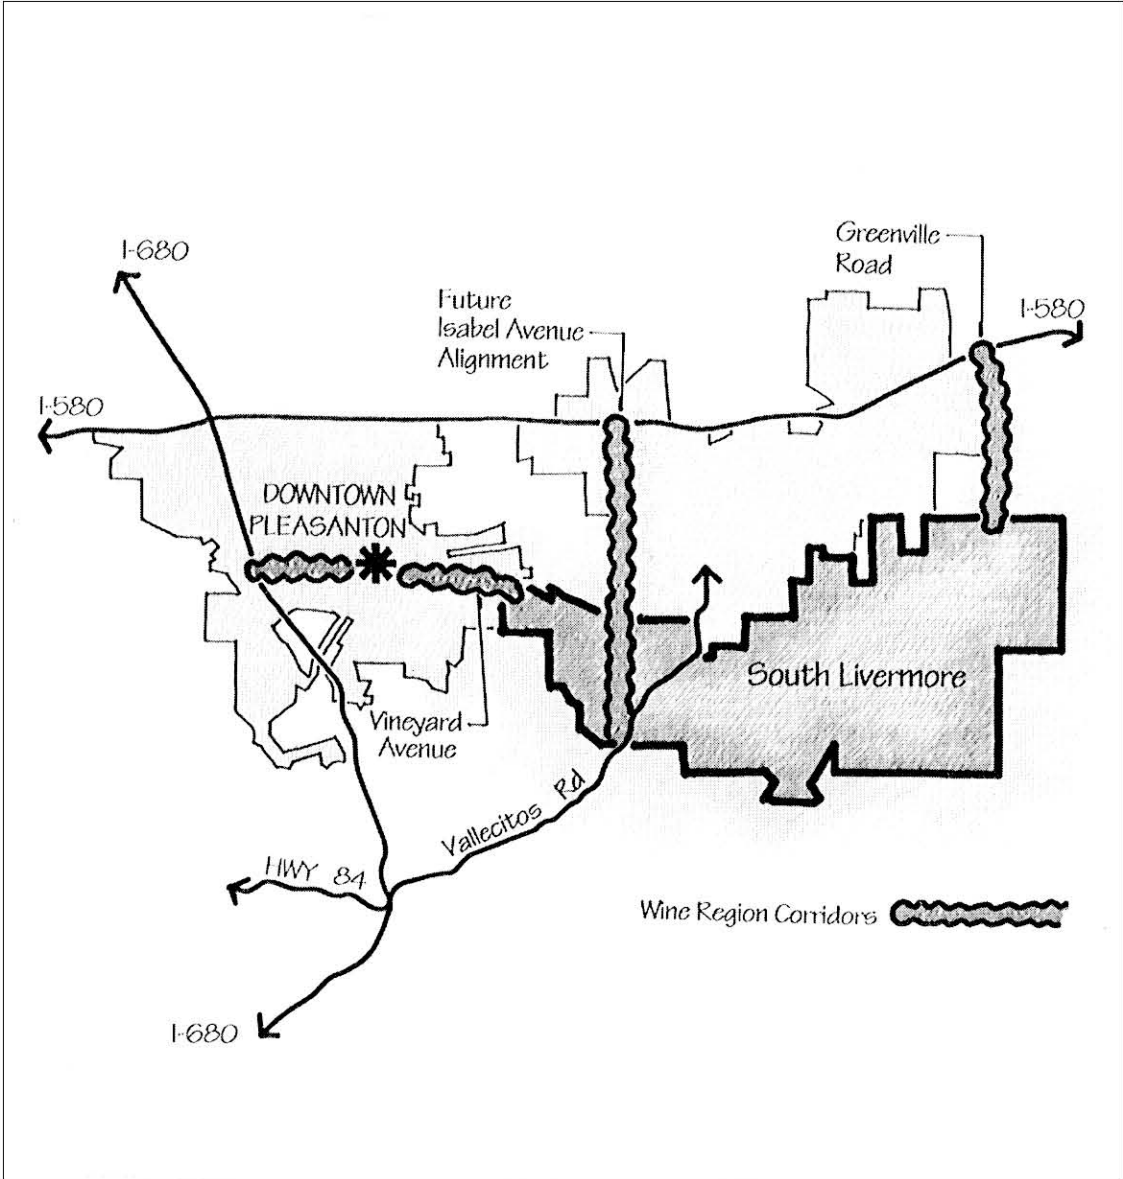 I-680
Greenville
Road
Future
Isabel Avenue
Alignment
I-580
I-580
DOWNTOWN
PLEASANTON
South Livermore
Vineyard
Avenue
Vallecitos Rd
HWY 84
Wine Region Corridors
I-680